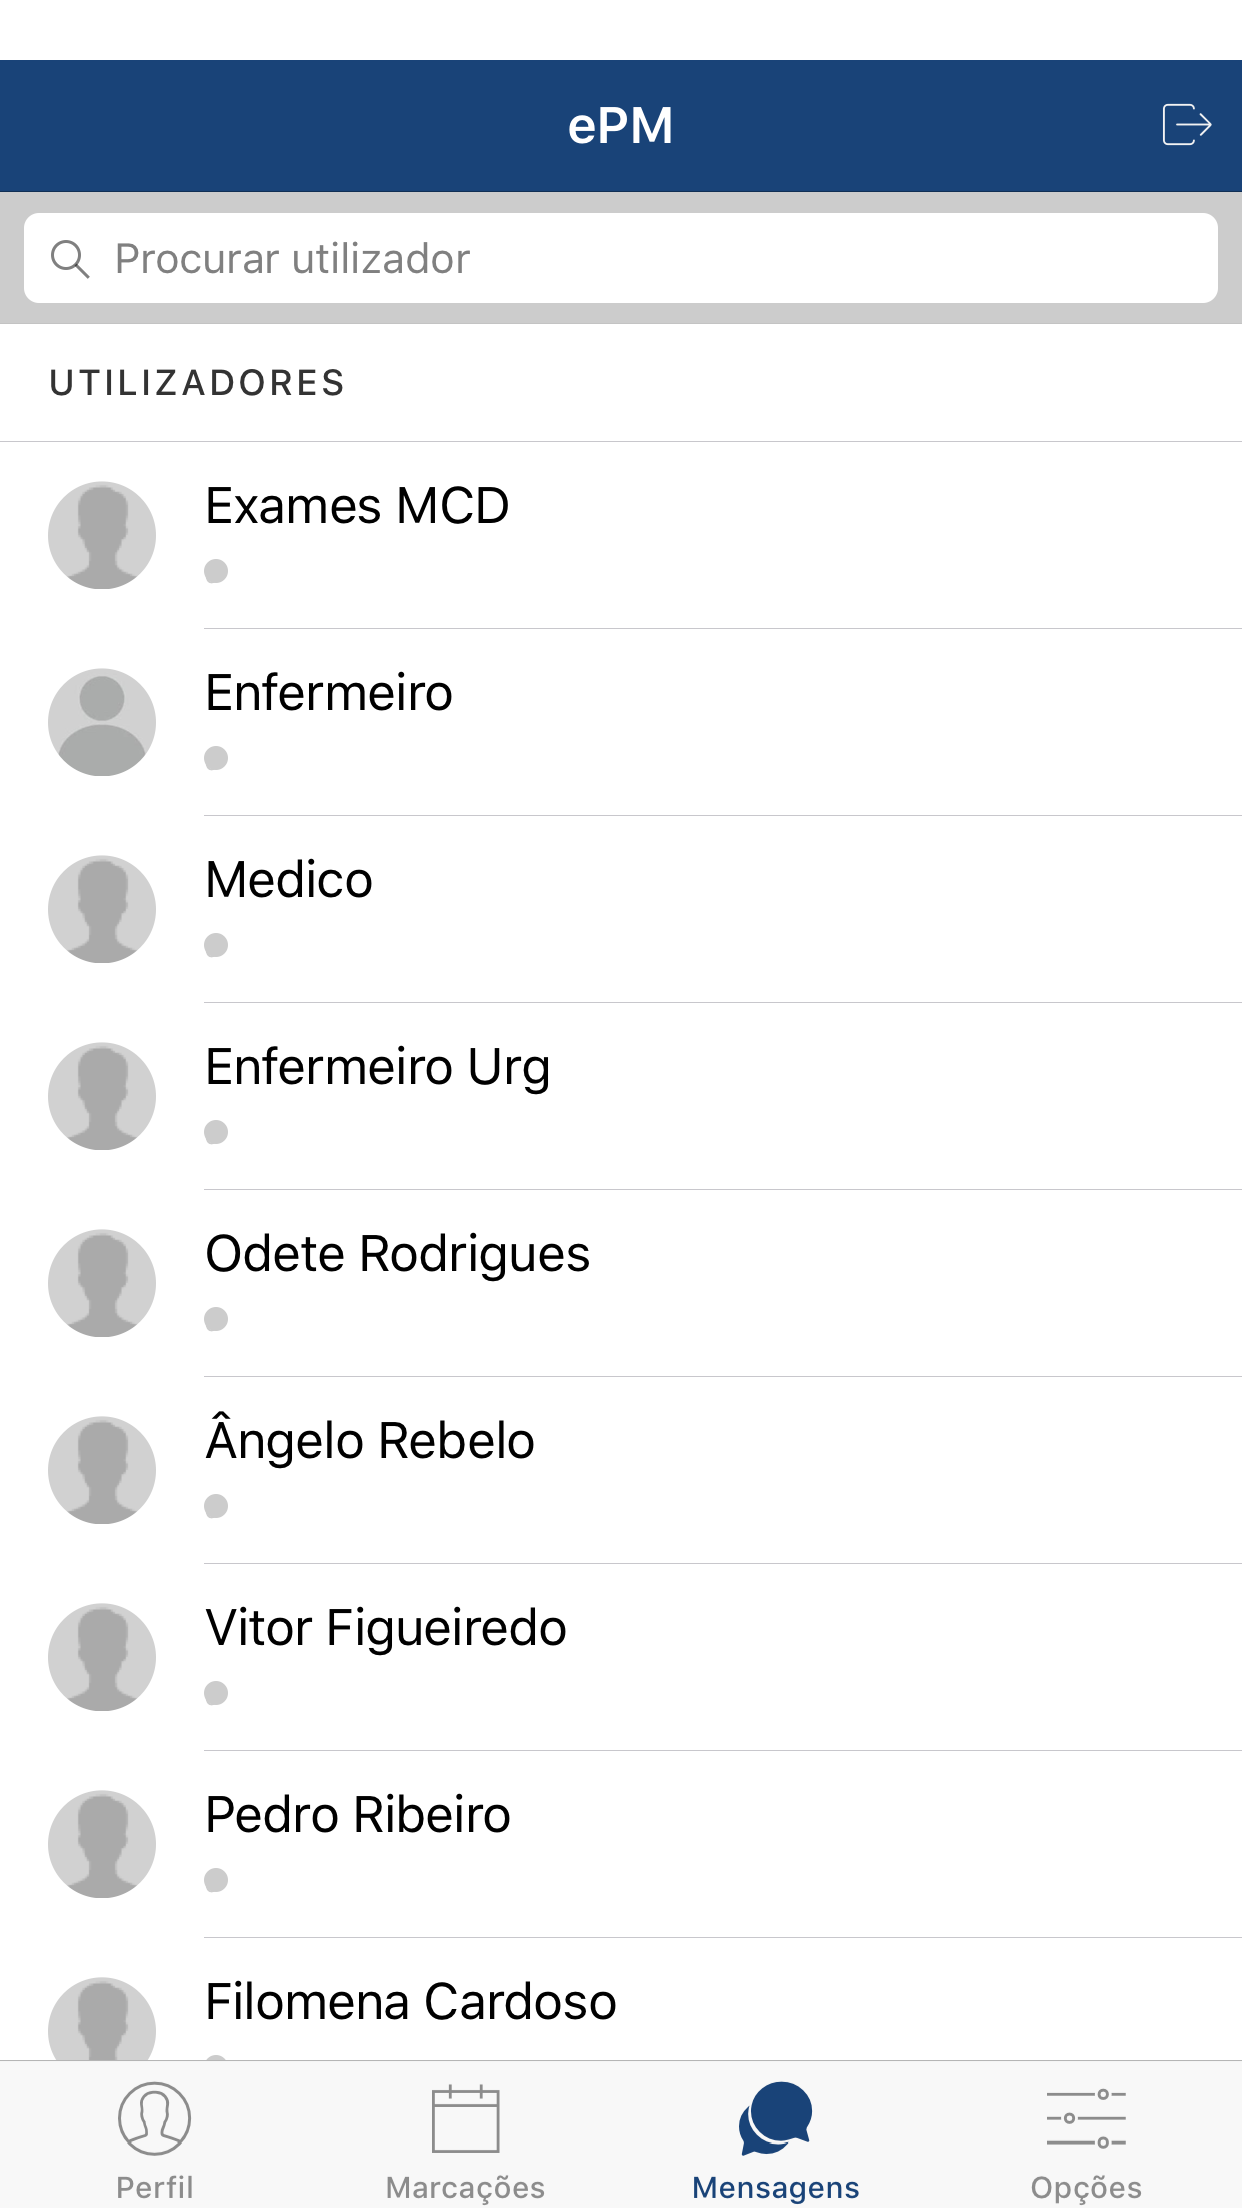 ePM
Procurar utilizador
UTILIZADORES
Exames MCD
Enfermeiro
Medico
Enfermeiro Urg
Odete Rodrigues
Ângelo Rebelo
Vitor Figueiredo
Pedro Ribeiro
Filomena Cardoso
Perfil Marcações Mensagens Opções